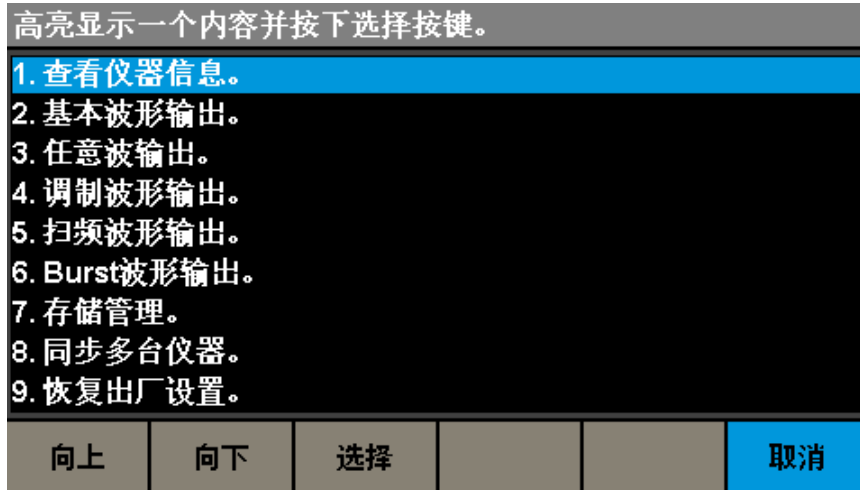 高亮显示一个内容并按下选择按键。
1. 查看仪器信息。
2. 基本波形输出。
3. 任意波输出。
4. 调制波形输出。
5. 扫频波形输出。
6. Burst波形输出。
7. 存储管理。
8. 同步多台仪器。
9. 恢复出厂设置。
向上 向下 选择 取消